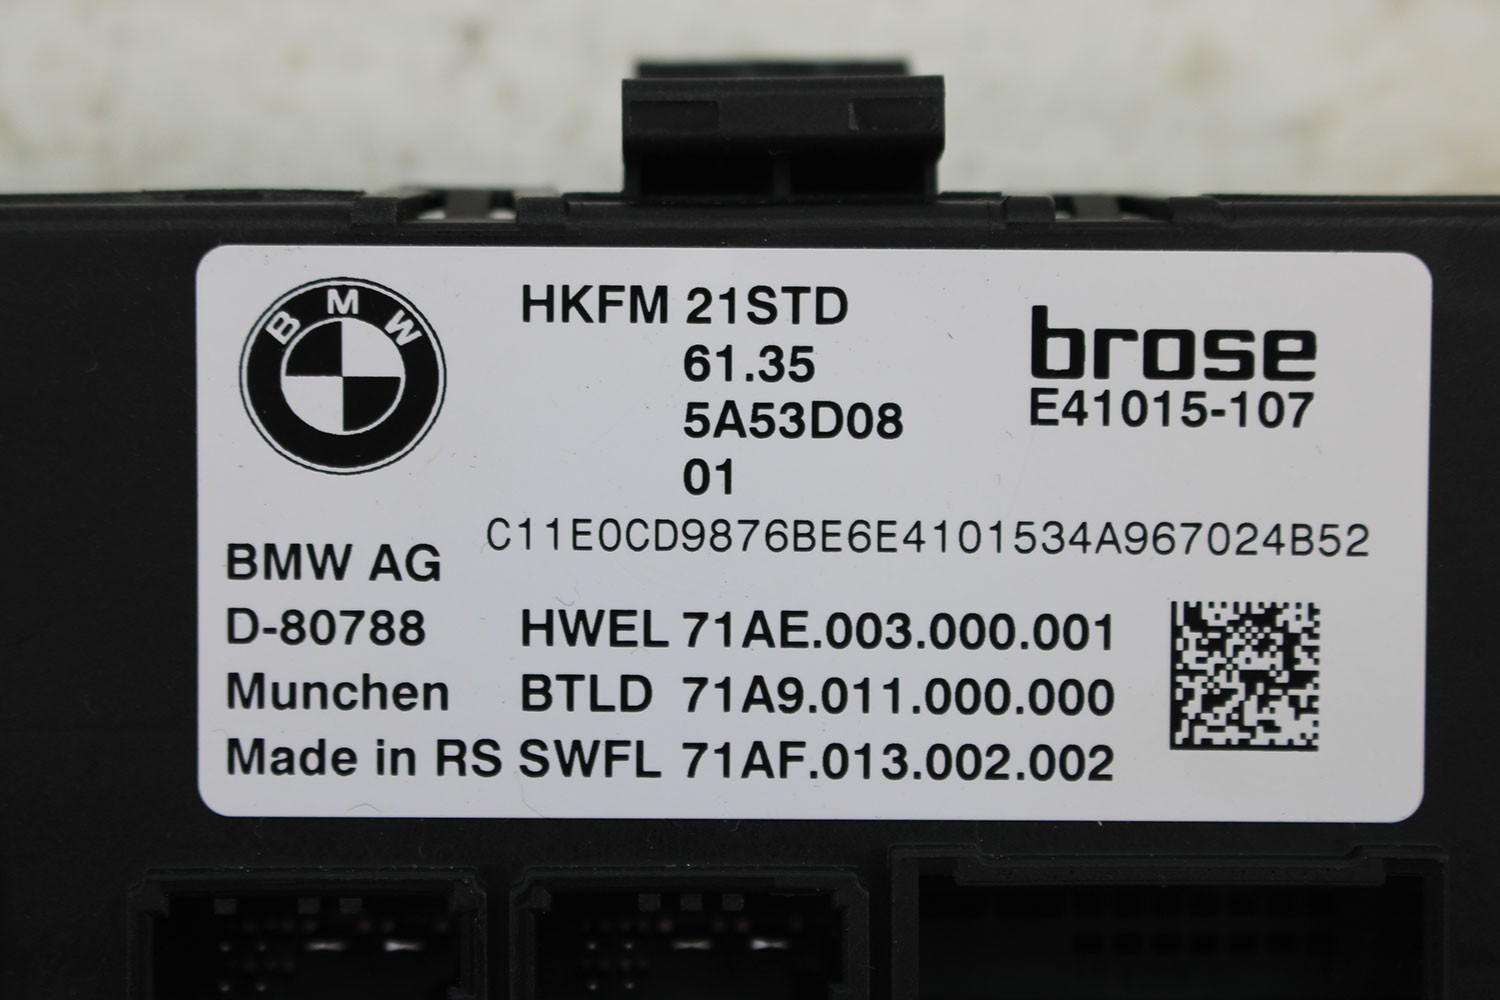 BMW
HKFM 21STD
61.35
5A53D08
01
brose
E41015-107
C11E0CD9876BE6E4101534A967024B52
BMW AG
D-80788
Munchen
Made in RS
HWEL 71AE.003.000.001
BTLD 71A9.011.000.000
SWFL 71AF.013.002.002